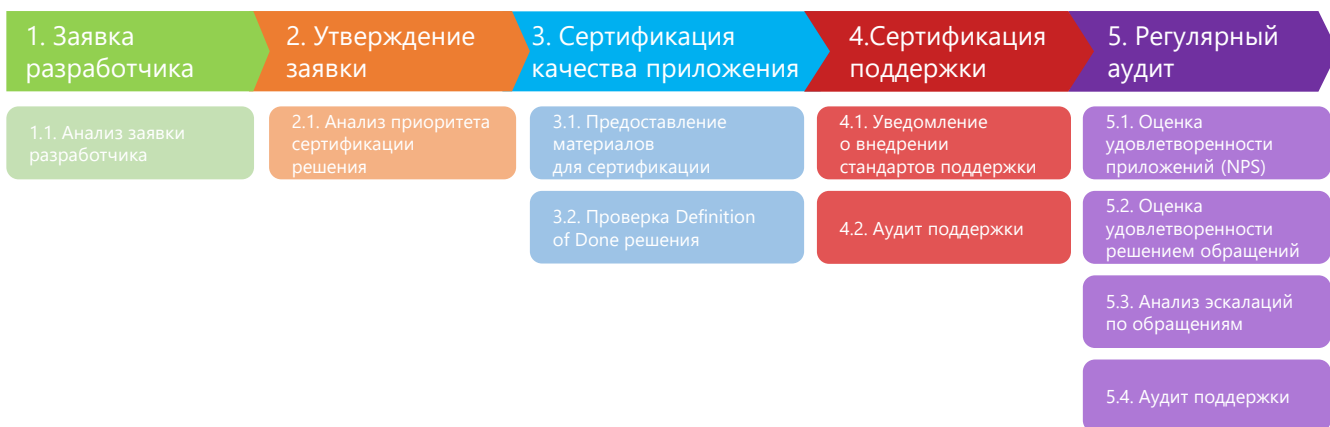 1. Заявка
разработчика
2. Утверждение
заявки
3. Сертификация
качества приложения
4.Сертификация
поддержки
5. Регулярный
аудит
1.1. Анализ заявки
разработчика
2.1. Анализ приоритета
сертификации
решения
3.1. Предоставление
материалов
для сертификации
3.2. Проверка Definition
of Done решения
4.1. Уведомление
о внедрении
стандартов поддержки
4.2. Аудит поддержки
5.1. Оценка
удовлетворенности
приложений (NPS)
5.2. Оценка
удовлетворенности
решением обращений
5.3. Анализ эскалаций
по обращениям
5.4. Аудит поддержки